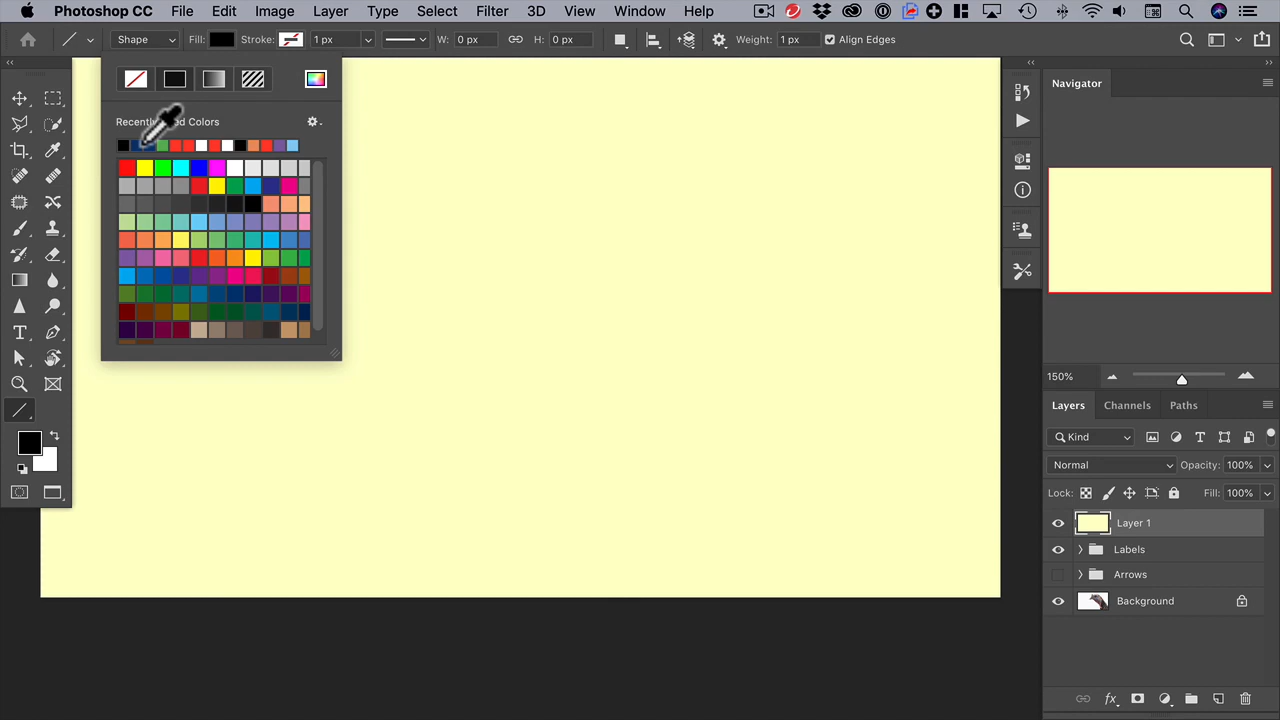 Photoshop CC File Edit Image Layer Type Select Filter 3D View Window Help
Shape Fill: Stroke: 1 px W: 0 px H: 0 px Weight: 1 px Align Edges
Navigator
Colors
150%
Layers Channels Paths
Kind
Normal Opacity: 100%
Lock: Fill: 100%
Layer 1
Labels
Arrows
Background